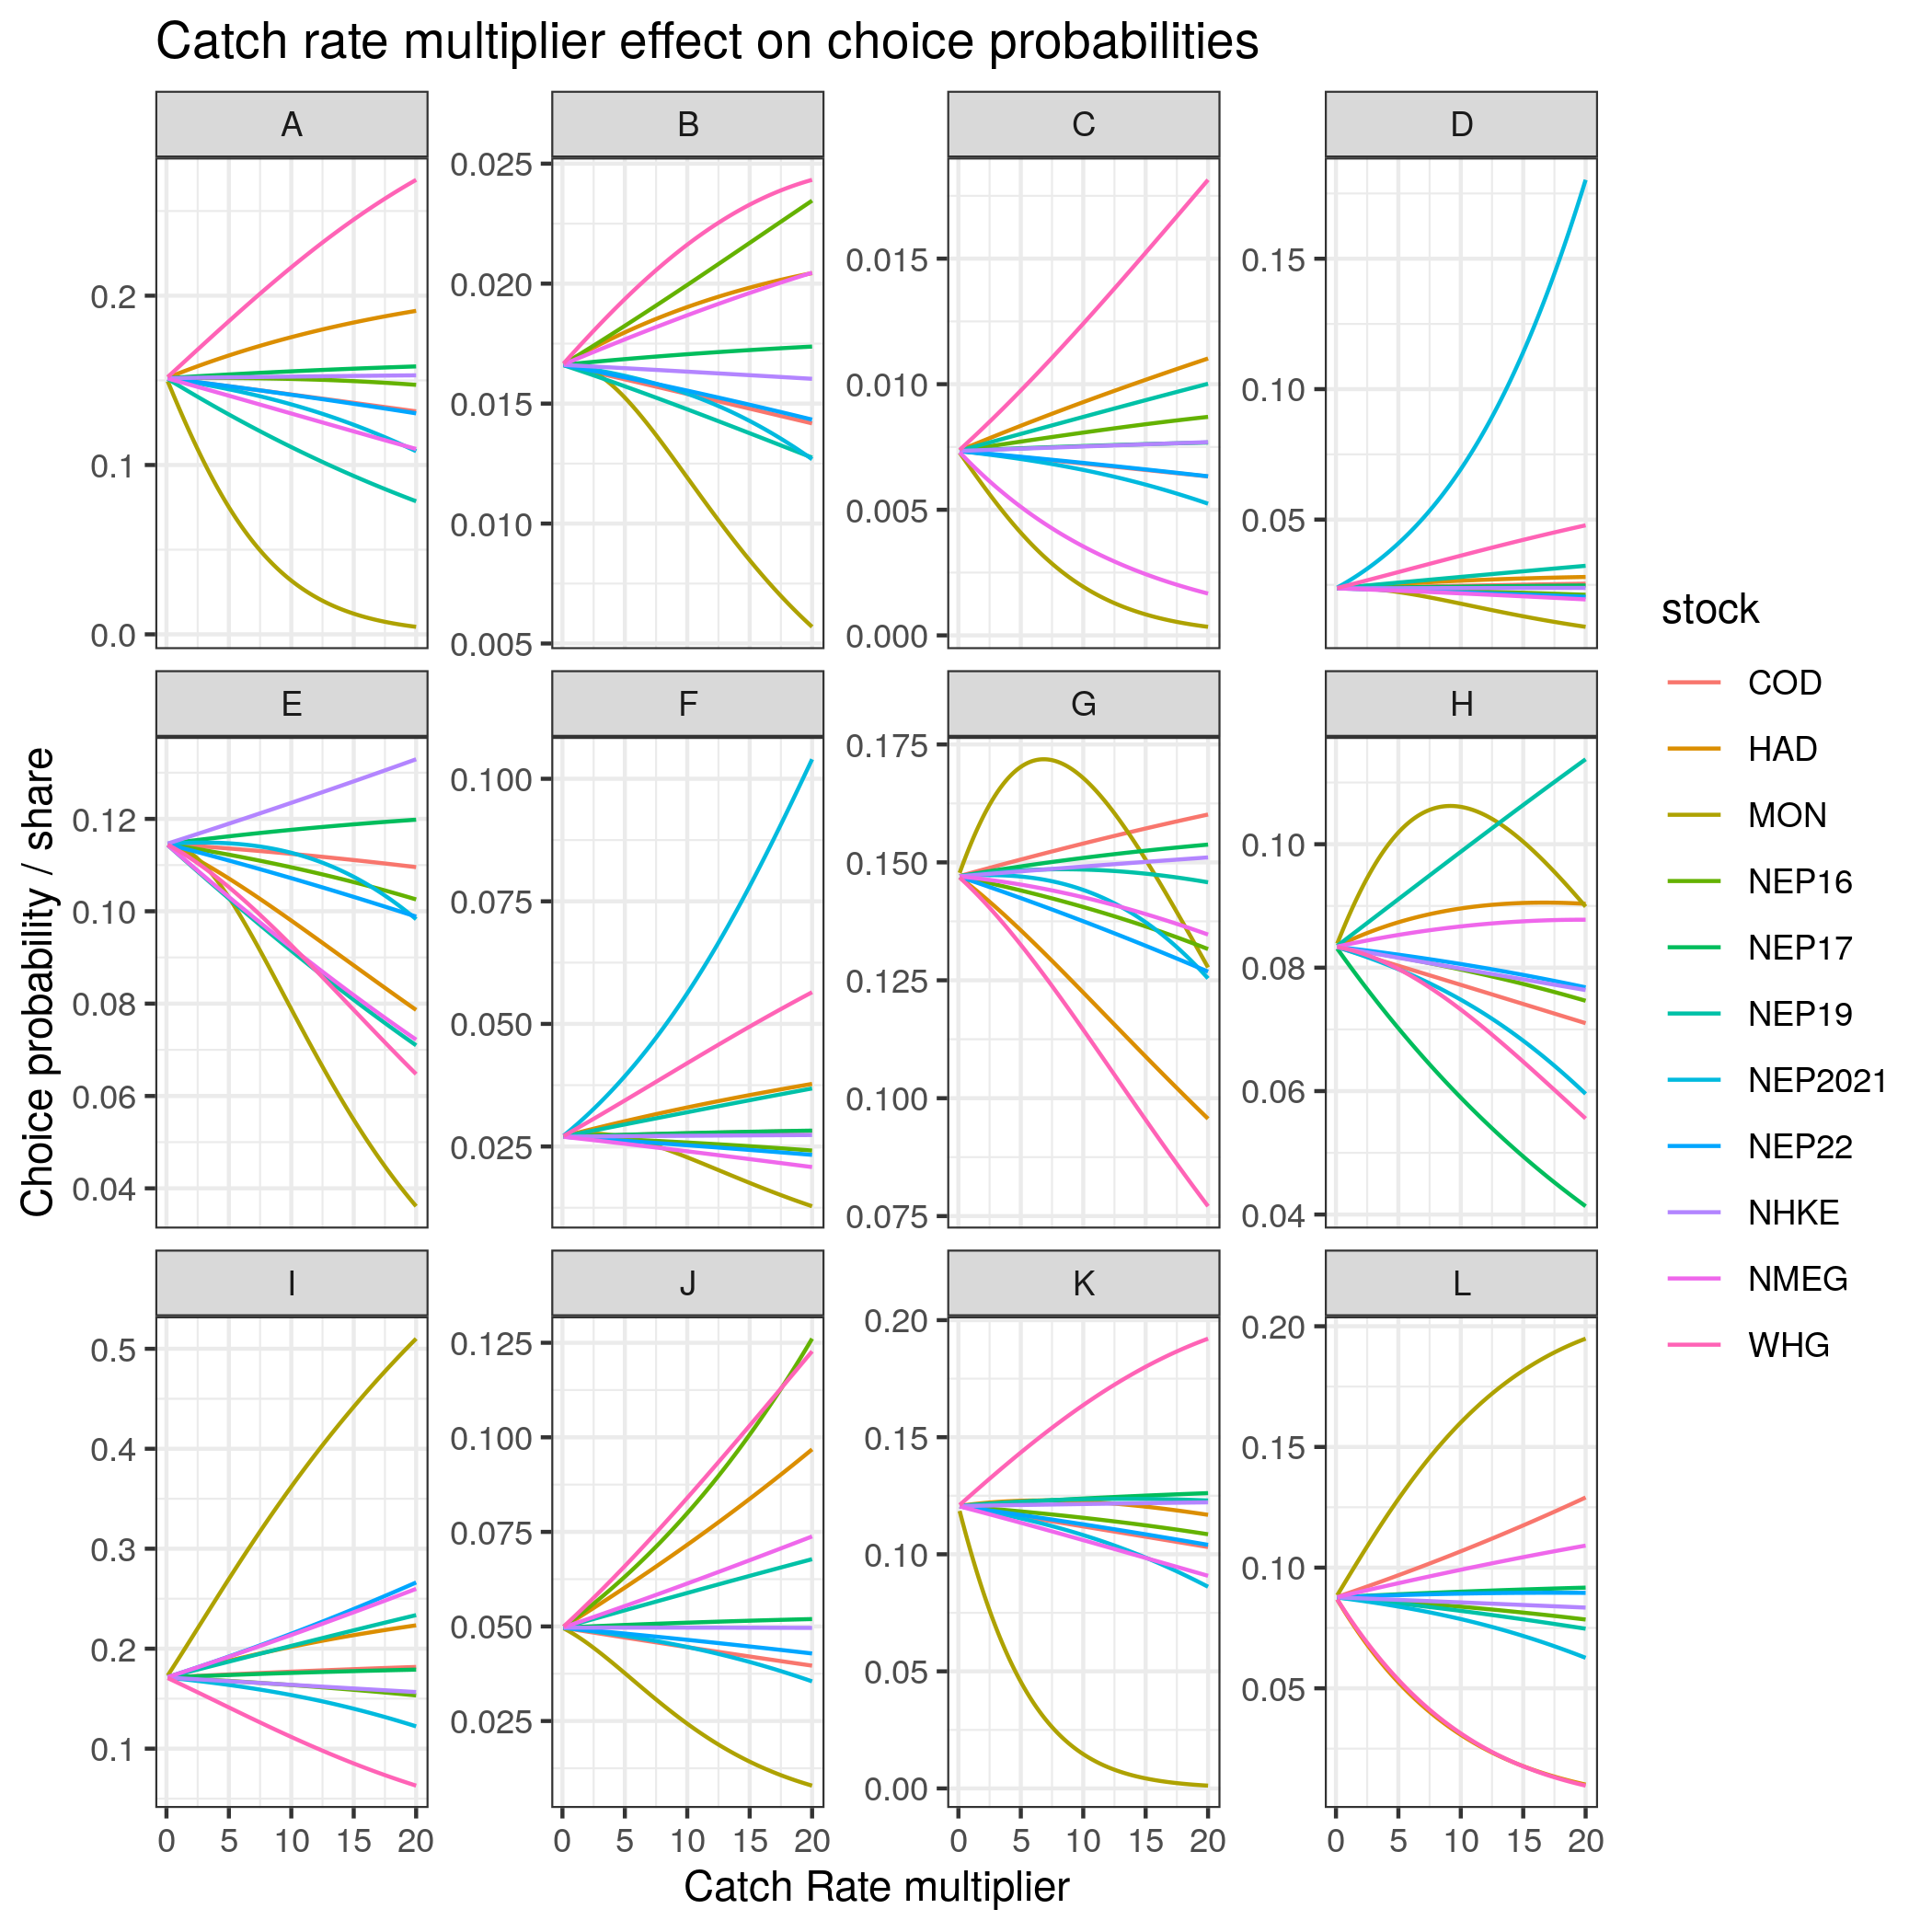 Catch rate multiplier effect on choice probabilities
A B C D
0.2
0.1
0.0
0.025
0.020
0.015
0.010
0.005
0.015
0.010
0.005
0.000
0.15
0.10
0.05
E F G H
0.12
0.10
0.08
0.06
0.04
0.100
0.075
0.050
0.025
0.175
0.150
0.125
0.100
0.075
0.10
0.08
0.06
0.04
I J K L
0.5
0.4
0.3
0.2
0.1
0.125
0.100
0.075
0.050
0.025
0.20
0.15
0.10
0.05
0.00
0.20
0.15
0.10
0.05
0 5 10 15 20 0 5 10 15 20 0 5 10 15 20 0 5 10 15 20
Catch Rate multiplier
Choice probability / share
stock
COD
HAD
MON
NEP16
NEP17
NEP19
NEP2021
NEP22
NHKE
NMEG
WHG